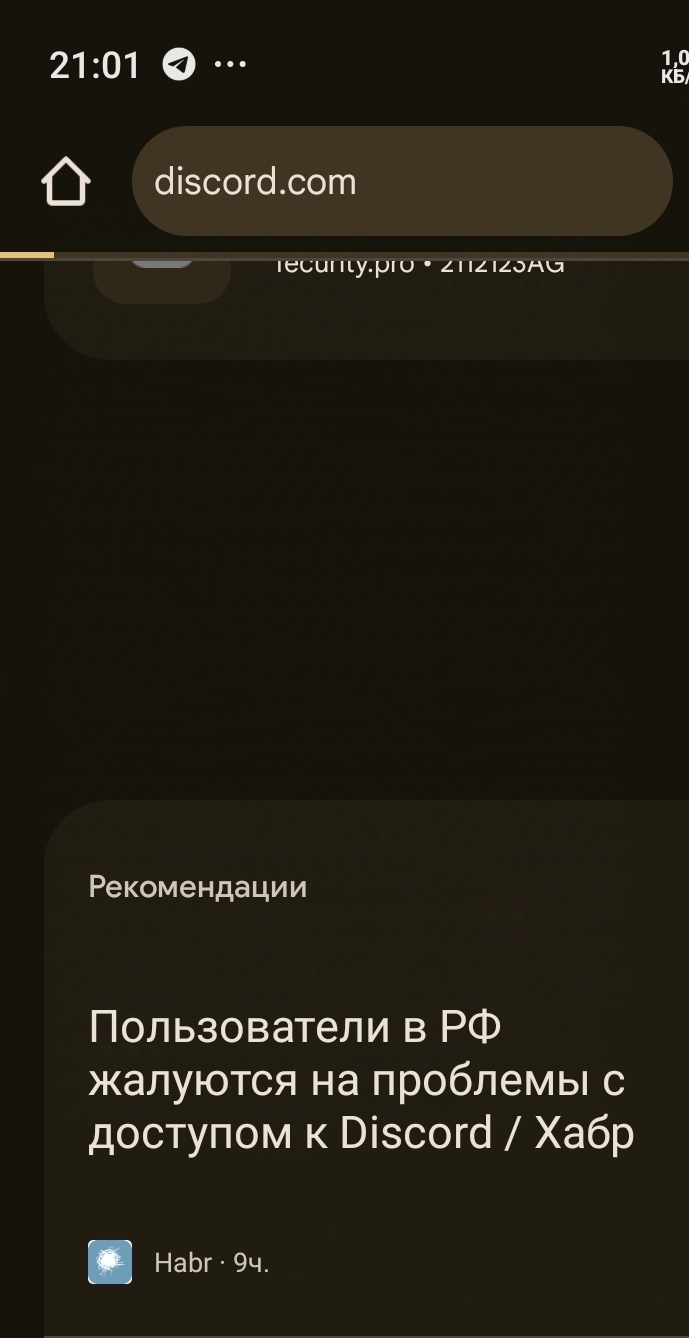 21:01
1,0
КБ/
discord.com
recurity.pro • 2112123AG
Рекомендации
Пользователи в РФ
жалуются на проблемы с
доступом к Discord / Хабр
Habr · 9ч.